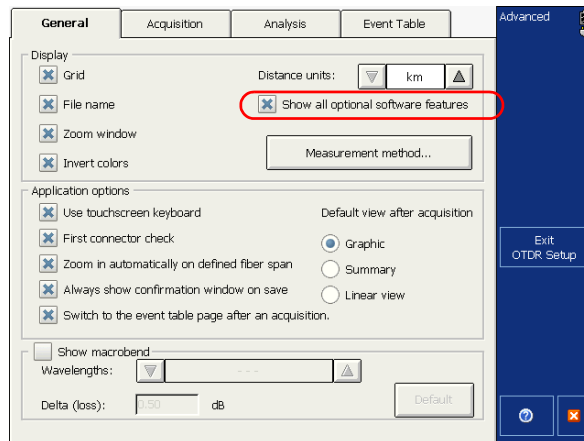 General
Acquisition
Analysis
Event Table
Advanced
Display
Grid
Distance units:
km
File name
Show all optional software features
Zoom window
Invert colors
Measurement method...
Application options
Use touchscreen keyboard
Default view after acquisition
First connector check
Graphic
Zoom in automatically on defined fiber span
Summary
Always show confirmation window on save
Linear view
Switch to the event table page after an acquisition.
Exit
OTDR Setup
Show macrobend
Wavelengths:
---
Delta (loss):
0.50
dB
Default
?